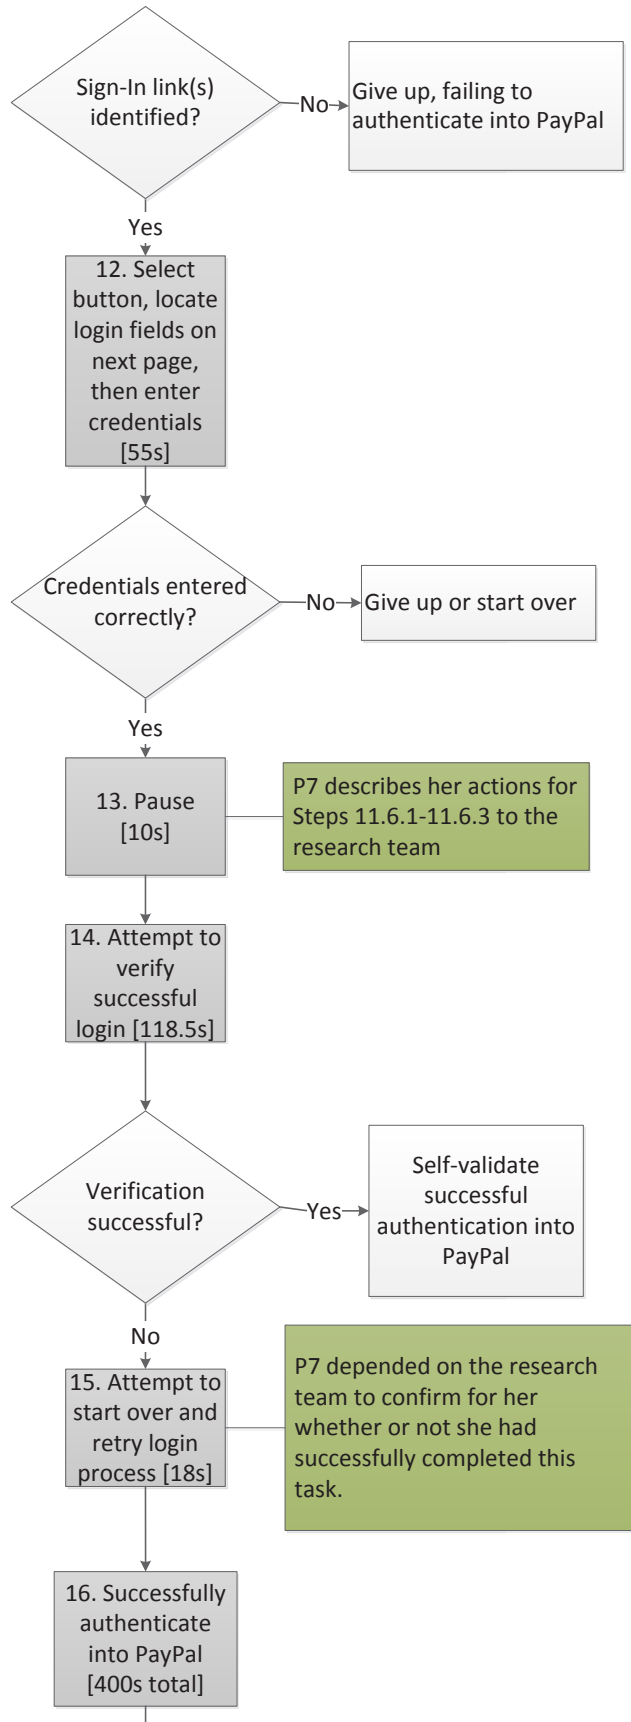 Sign-In link(s)
identified?
No
Give up, failing to
authenticate into PayPal
Yes
12. Select
button, locate
login fields on
next page,
then enter
credentials
[55s]
Credentials entered
correctly?
No
Give up or start over
Yes
13. Pause
[10s]
P7 describes her actions for
Steps 11.6.1-11.6.3 to the
research team
14. Attempt to
verify
successful
login [118.5s]
Verification
successful?
Yes
Self-validate
successful
authentication into
PayPal
No
15. Attempt to
start over and
retry login
process [18s]
P7 depended on the research
team to confirm for her
whether or not she had
successfully completed this
task.
16. Successfully
authenticate
into PayPal
[400s total]